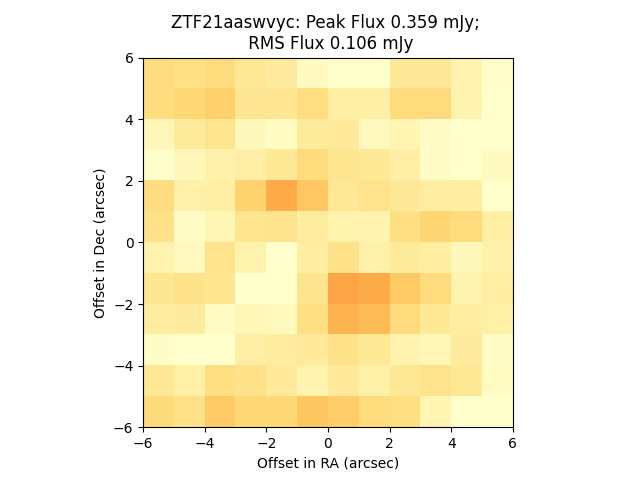 ZTF21aaswvyc: Peak Flux 0.359 mJy;
RMS Flux 0.106 mJy
6
4
2
0
−2
−4
−6
Offset in Dec (arcsec)
−6 −4 −2 0 2 4 6
Offset in RA (arcsec)